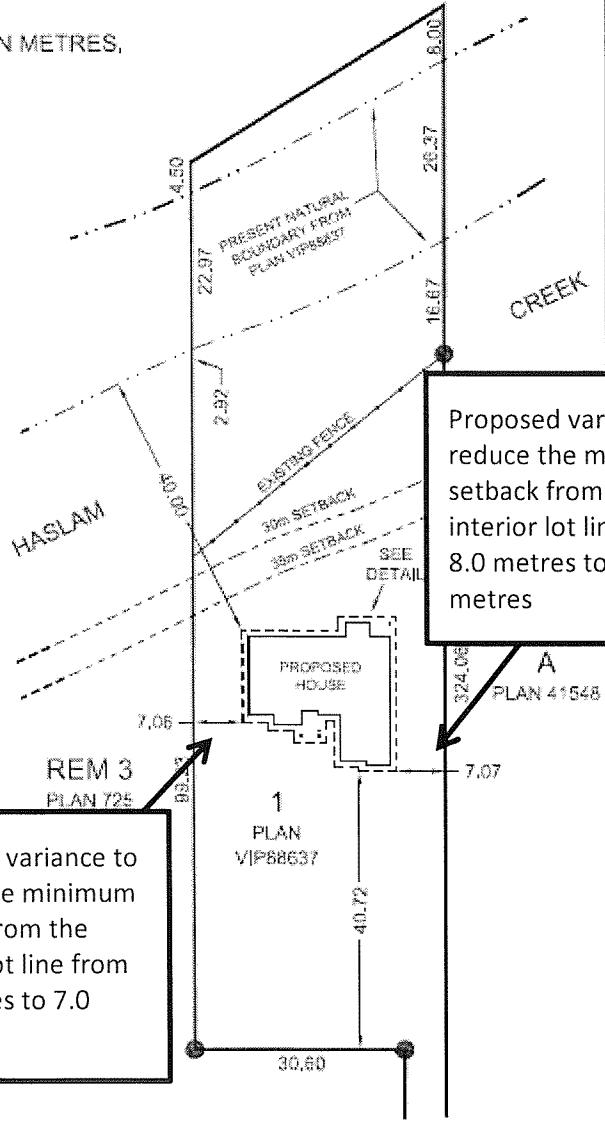 N METRES,
8.00
4.50
26.37
PRESENT NATURAL
BOUNDARY FROM
PLAN VIP88637
22.97
16.67
CREEK
2.92
EXISTING FENCE
40.00
HASLAM
30m SETBACK
SEE
DETAIL
Proposed var
reduce the m
setback from
interior lot lin
8.0 metres to
metres
PROPOSED
HOUSE
324.06
A
PLAN 41548
7.06
7.07
REM 3
PLAN 725
1
PLAN
VIP88637
variance to
e minimum
rom the
ot line from
es to 7.0
40.72
30.60